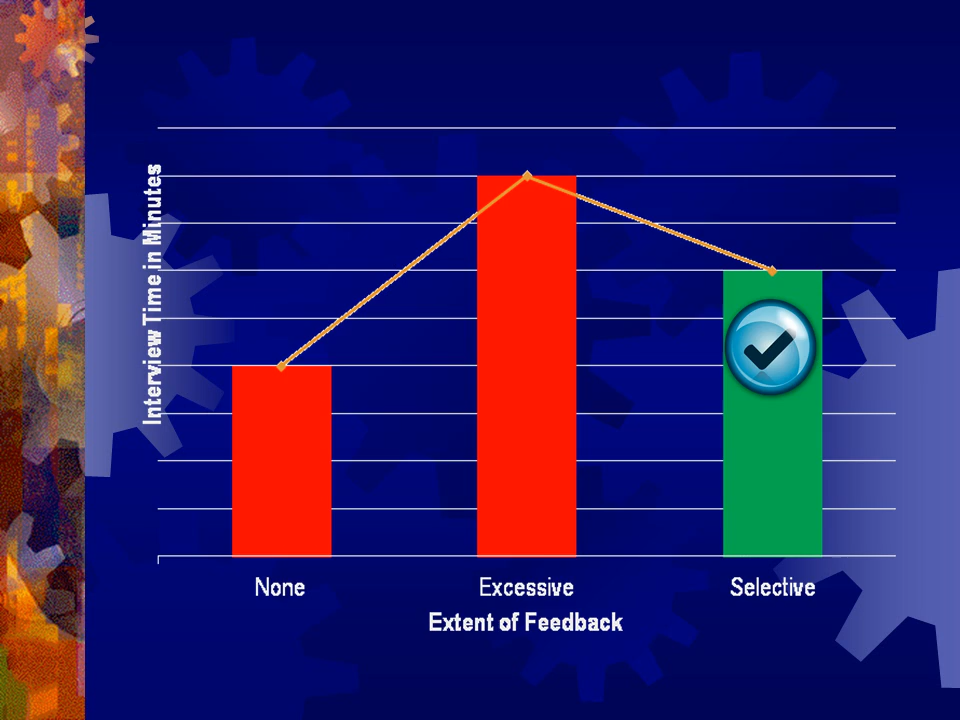 Interview Time in Minutes
None
Excessive
Selective
Extent of Feedback